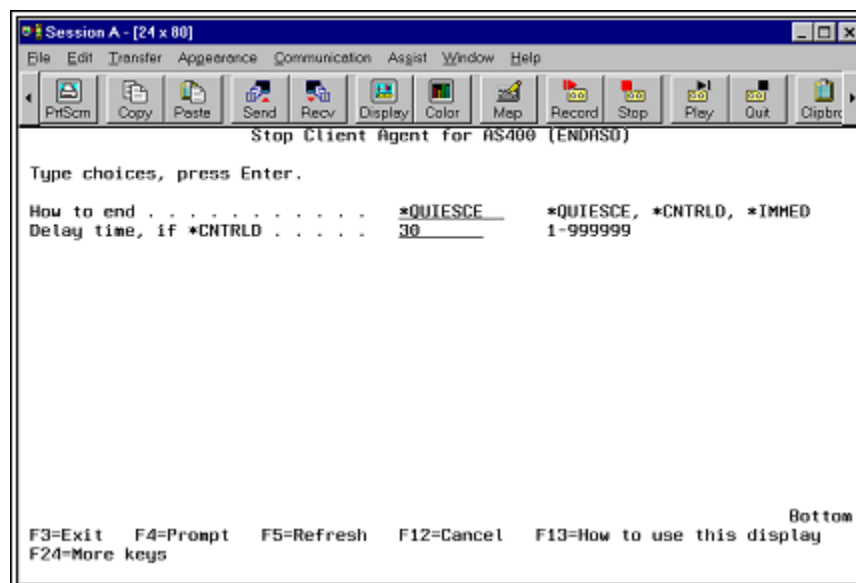 Session A - [24 x 80]
File Edit Transfer Appearance Communication Assist Window Help
PrtScrn Copy Paste Send Recv Display Color Map Record Stop Play Quit Clipbrd
Stop Client Agent for AS400 (ENDASO)
Type choices, press Enter.
How to end . . . . . . . . . . . *QUIESCE *QUIESCE, *CNTRLD, *IMMED
Delay time, if *CNTRLD . . . . . 30 1-999999
Bottom
F3=Exit F4=Prompt F5=Refresh F12=Cancel F13=How to use this display
F24=More keys